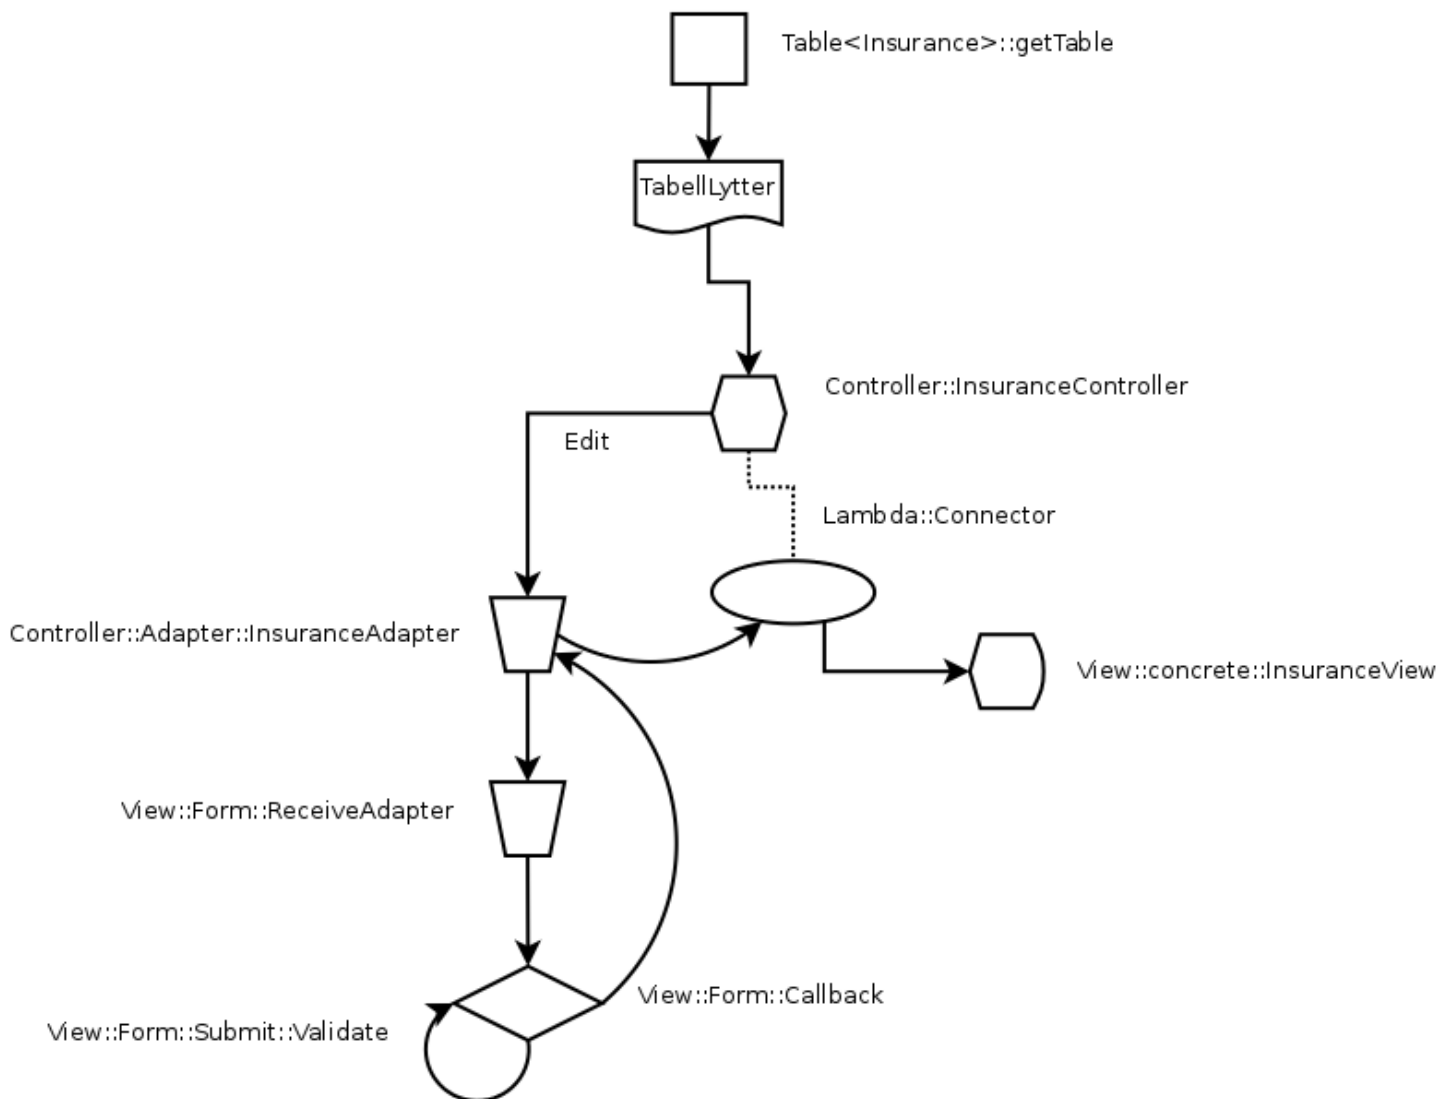 Table<Insurance>::getTable
TabellLytter
Controller::InsuranceController
Edit
Lambda::Connector
Controller::Adapter::InsuranceAdapter
View::concrete::InsuranceView
View::Form::ReceiveAdapter
View::Form::Callback
View::Form::Submit::Validate